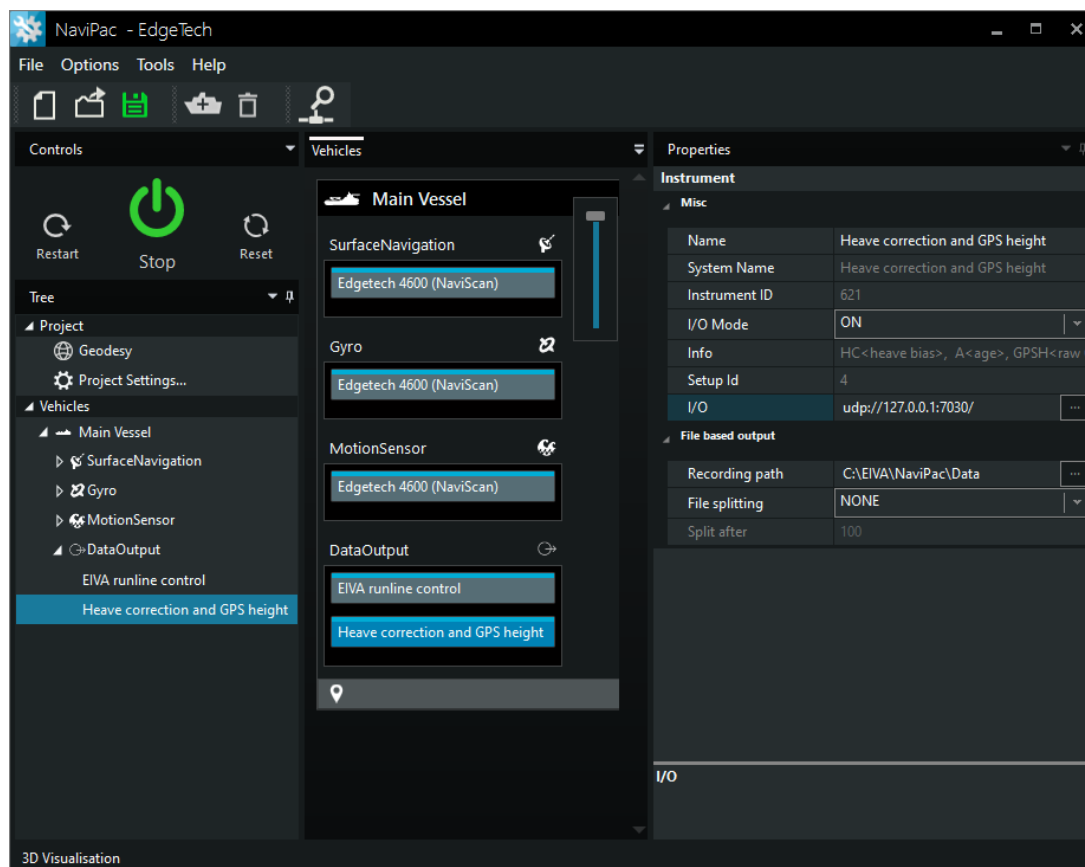 NaviPac - EdgeTech
File Options Tools Help
Controls
Restart
Stop
Reset
Tree
Project
Geodesy
Project Settings...
Vehicles
Main Vessel
SurfaceNavigation
Gyro
MotionSensor
DataOutput
EIVA runline control
Heave correction and GPS height
Vehicles
Main Vessel
SurfaceNavigation
Edgetech 4600 (NaviScan)
Gyro
Edgetech 4600 (NaviScan)
MotionSensor
Edgetech 4600 (NaviScan)
DataOutput
EIVA runline control
Heave correction and GPS height
Properties
Instrument
Misc
Name Heave correction and GPS height
System Name Heave correction and GPS height
Instrument ID 621
I/O Mode ON
Info HC<heave bias>, A<age>, GPSH<raw
Setup Id 4
I/O udp://127.0.0.1:7030/ ...
File based output
Recording path C:\EIVA\NaviPac\Data ...
File splitting NONE
Split after 100
I/O
3D Visualisation